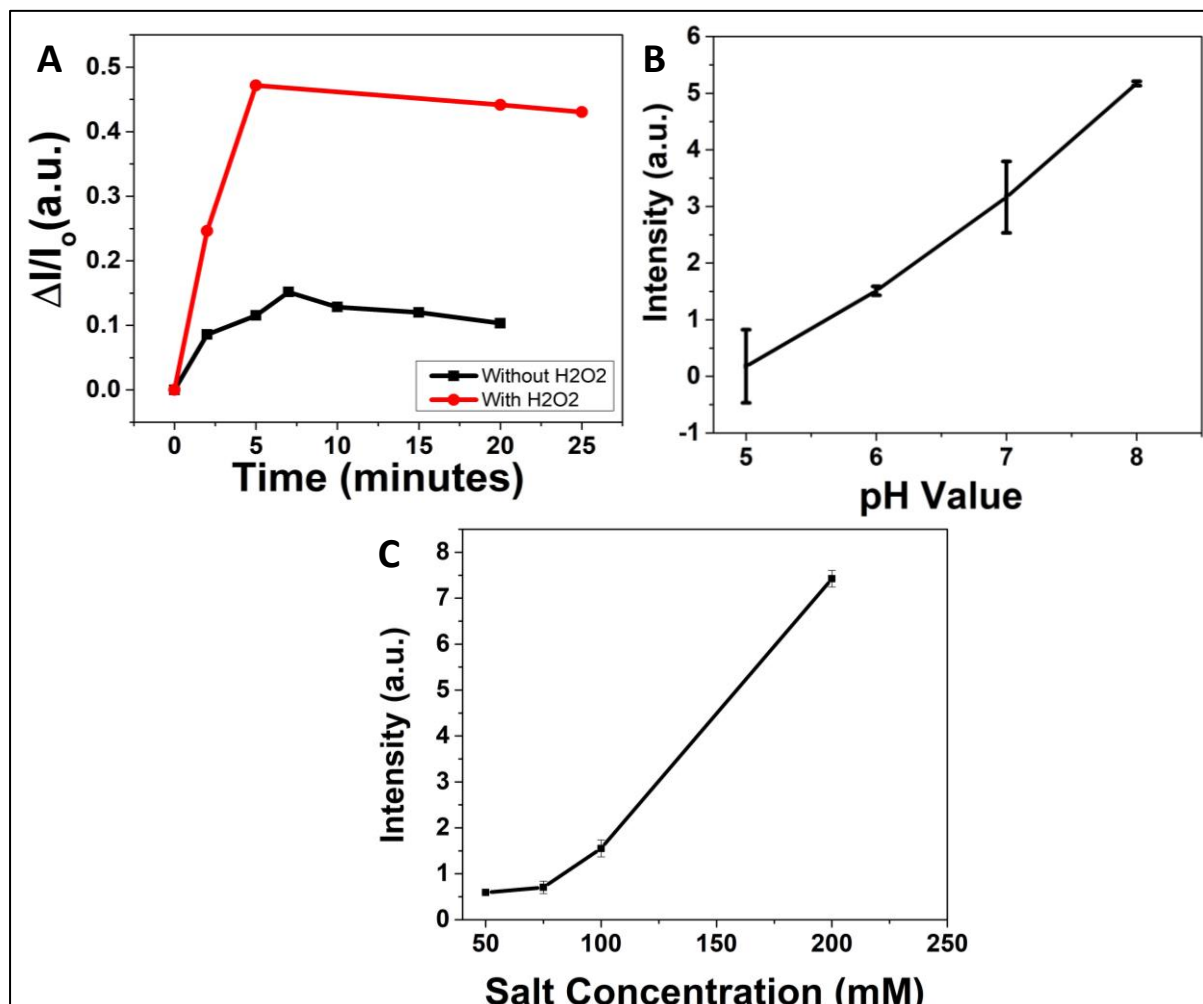 A
0.5
0.4
0.3
0.2
0.1
0.0
ΔI/Io(a.u.)
Without H2O2
With H2O2
0 5 10 15 20 25
Time (minutes)
B
6
5
4
3
2
1
0
-1
Intensity (a.u.)
5 6 7 8
pH Value
C
8
7
6
5
4
3
2
1
0
Intensity (a.u.)
50 100 150 200 250
Salt Concentration (mM)